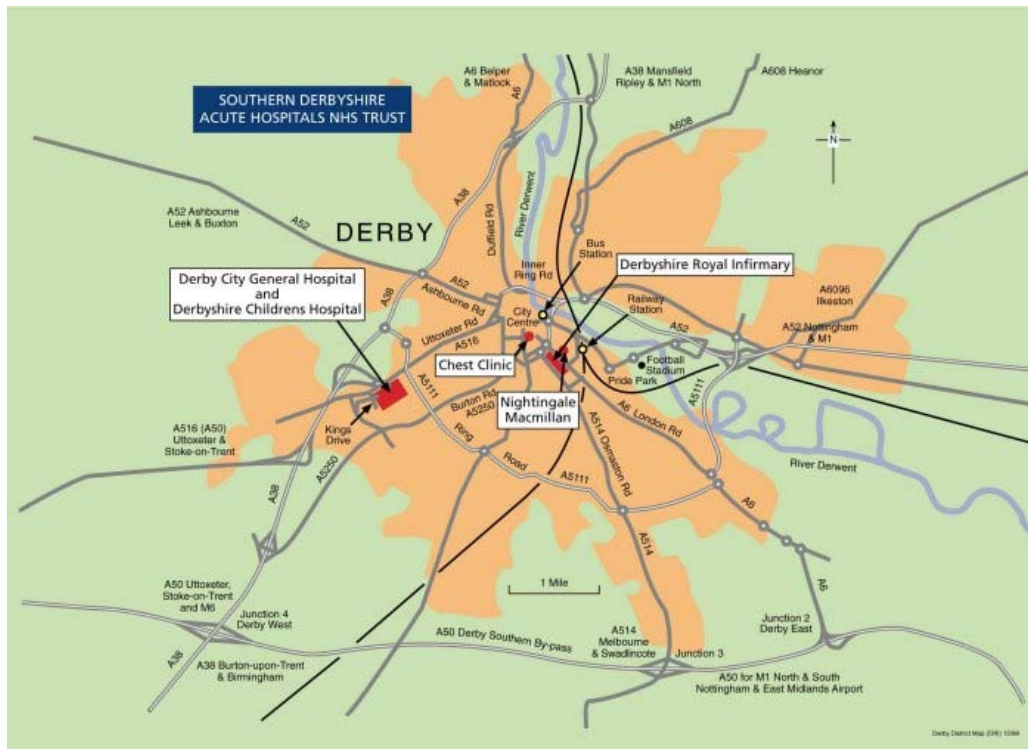 A6 Belper
& Matlock
A38 Mansfield
Ripley & M1 North
A608 Heanor
SOUTHERN DERBYSHIRE
ACUTE HOSPITALS NHS TRUST
A6
A608
N
A38
A52 Ashbourne
Leek & Buxton
A52
DERBY
Duffield Rd
River Derwent
Bus
Station
Inner
Ring Rd
Derbyshire Royal Infirmary
Derby City General Hospital
and
Derbyshire Childrens Hospital
A38
A52
Ashbourne Rd
Railway
Station
A6096
Ilkeston
City
Centre
Uttoxeter Rd
A516
A52
A52 Nottingham
& M1
Chest Clinic
Football
Stadium
Pride Park
A5111
Burton Rd
A5250
Nightingale
Macmillan
A5111
Kings
Drive
A6 London Rd
A514 Osmaston Rd
A516 (A50)
Uttoxeter &
Stoke-on-Trent
Ring
Road
A5111
River Derwent
A5250
A38
A6
A514
1 Mile
A6
A50 Uttoxeter,
Stoke-on-Trent
and M6
Junction 4
Derby West
A50 Derby Southern By-pass
A514
Melbourne
& Swadlincote
Junction 2
Derby East
Junction 3
A38
A38 Burton-upon-Trent
& Birmingham
A50 for M1 North & South
Nottingham & East Midlands Airport